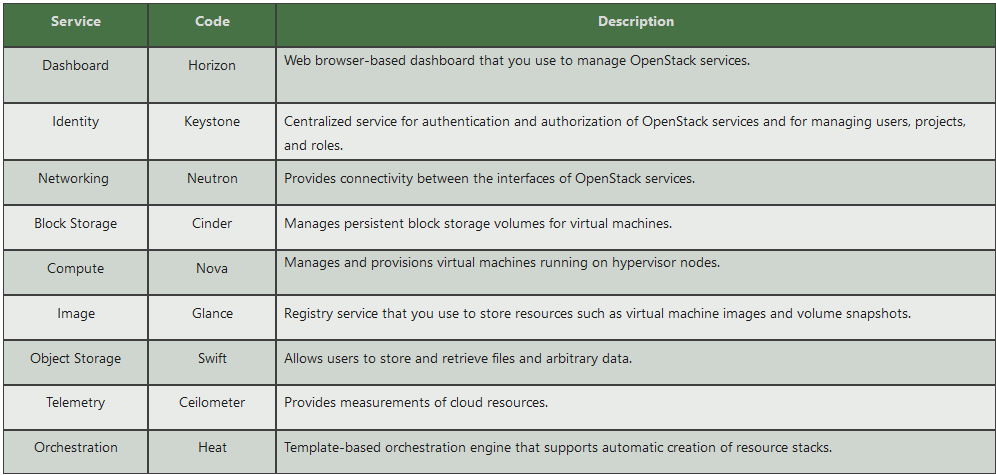 Service Code Description
Dashboard Horizon Web browser-based dashboard that you use to manage OpenStack services.
Identity Keystone Centralized service for authentication and authorization of OpenStack services and for managing users, projects,
and roles.
Networking Neutron Provides connectivity between the interfaces of OpenStack services.
Block Storage Cinder Manages persistent block storage volumes for virtual machines.
Compute Nova Manages and provisions virtual machines running on hypervisor nodes.
Image Glance Registry service that you use to store resources such as virtual machine images and volume snapshots.
Object Storage Swift Allows users to store and retrieve files and arbitrary data.
Telemetry Ceilometer Provides measurements of cloud resources.
Orchestration Heat Template-based orchestration engine that supports automatic creation of resource stacks.